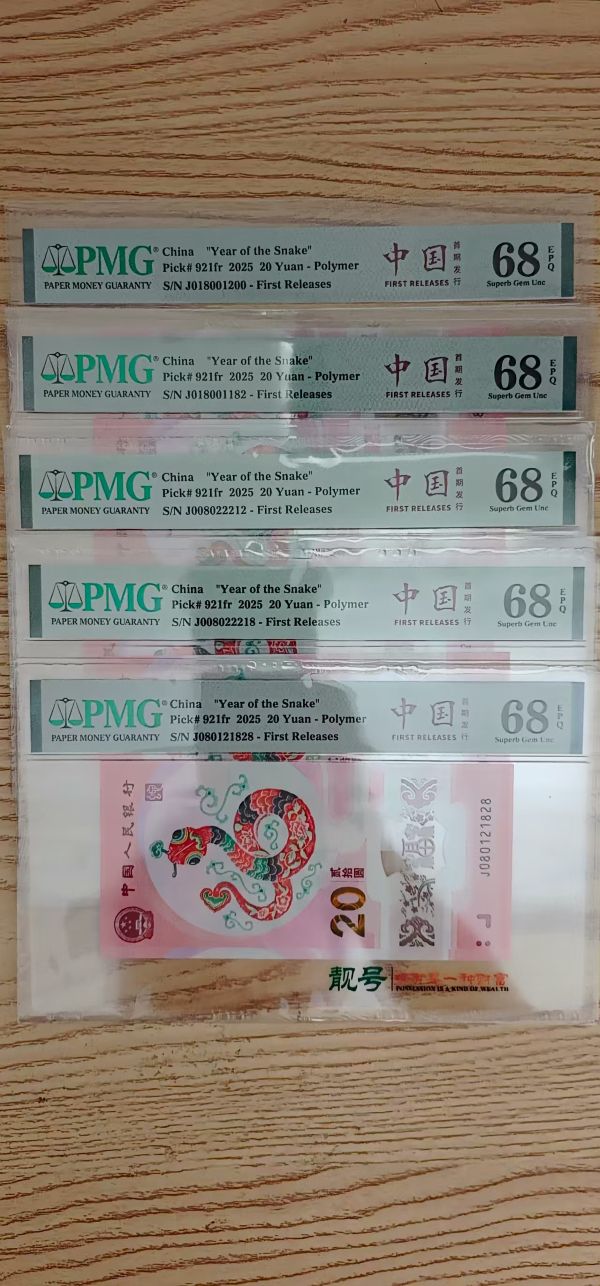 PMG®
PAPER MONEY GUARANTY
China "Year of the Snake"
Pick# 921fr 2025 20 Yuan - Polymer
S/N J018001200 - First Releases
中国
首期发行
FIRST RELEASES
68
EPQ
Superb Gem Unc
PMG®
PAPER MONEY GUARANTY
China "Year of the Snake"
Pick# 921fr 2025 20 Yuan - Polymer
S/N J018001182 - First Releases
中国
首期发行
FIRST RELEASES
68
EPQ
Superb Gem Unc
PMG®
PAPER MONEY GUARANTY
China "Year of the Snake"
Pick# 921fr 2025 20 Yuan - Polymer
S/N J008022212 - First Releases
中国
首期发行
FIRST RELEASES
68
EPQ
Superb Gem Unc
PMG®
PAPER MONEY GUARANTY
China "Year of the Snake"
Pick# 921fr 2025 20 Yuan - Polymer
S/N J008022218 - First Releases
中国
首期发行
FIRST RELEASES
68
EPQ
Superb Gem Unc
PMG®
PAPER MONEY GUARANTY
China "Year of the Snake"
Pick# 921fr 2025 20 Yuan - Polymer
S/N J080121828 - First Releases
中国
首期发行
FIRST RELEASES
68
EPQ
Superb Gem Unc
中国人民银行
贰拾圆
20
J080121828
靓号
POSSESSION IS A KIND OF WEALTH